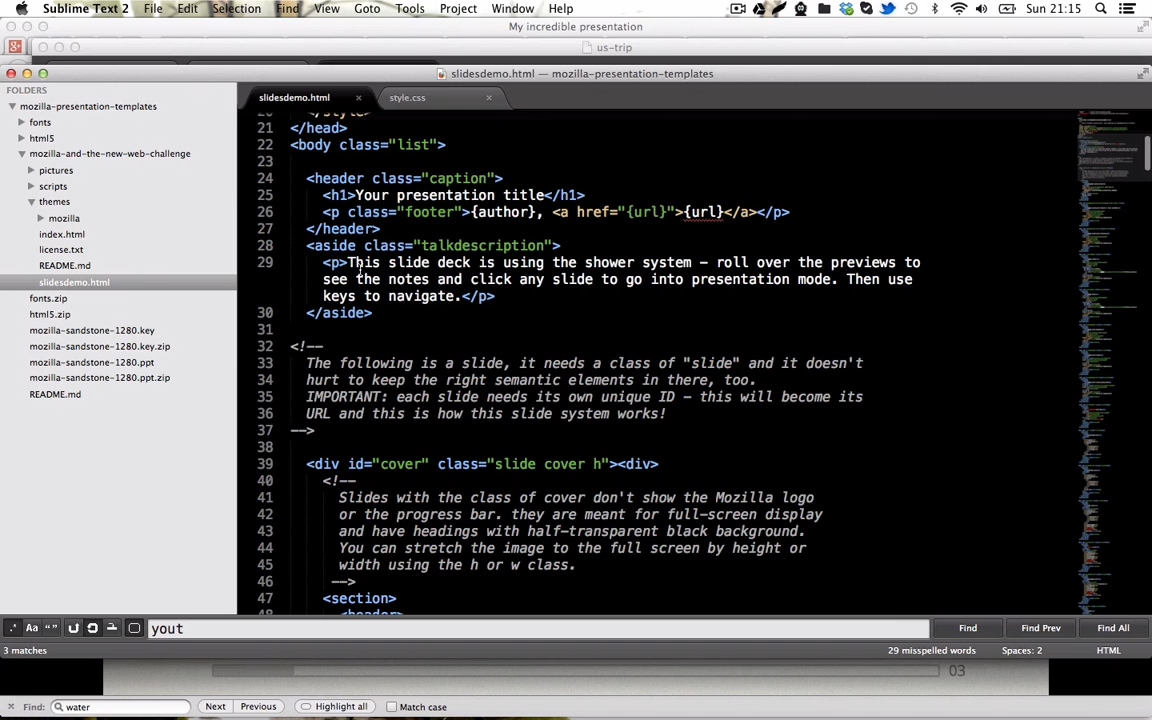 Sublime Text 2 File Edit Selection Find View Goto Tools Project Window Help Sun 21:15
My incredible presentation
us-trip
slidesdemo.html — mozilla-presentation-templates
FOLDERS
mozilla-presentation-templates
fonts
html5
mozilla-and-the-new-web-challenge
pictures
scripts
themes
mozilla
index.html
license.txt
README.md
slidesdemo.html
fonts.zip
html5.zip
mozilla-sandstone-1280.key
mozilla-sandstone-1280.key.zip
mozilla-sandstone-1280.ppt
mozilla-sandstone-1280.ppt.zip
README.md
slidesdemo.html style.css
20 </style>
21 </head>
22 <body class="list">
23
24 <header class="caption">
25 <h1>Your presentation title</h1>
26 <p class="footer">{author}, <a href="{url}">{url}</a></p>
27 </header>
28 <aside class="talkdescription">
29 <p>This slide deck is using the shower system – roll over the previews to
see the notes and click any slide to go into presentation mode. Then use
keys to navigate.</p>
30 </aside>
31
32 <!--
33 The following is a slide, it needs a class of "slide" and it doesn't
34 hurt to keep the right semantic elements in there, too.
35 IMPORTANT: each slide needs its own unique ID – this will become its
36 URL and this is how this slide system works!
37 -->
38
39 <div id="cover" class="slide cover h"><div>
40 <!--
41 Slides with the class of cover don't show the Mozilla logo
42 or the progress bar. they are meant for full-screen display
43 and have headings with half-transparent black background.
44 You can stretch the image to the full screen by height or
45 width using the h or w class.
46 -->
47 <section>
48 <header>
.* Aa “” yout Find Find Prev Find All
3 matches 29 misspelled words Spaces: 2 HTML
03
Find: water Next Previous Highlight all Match case